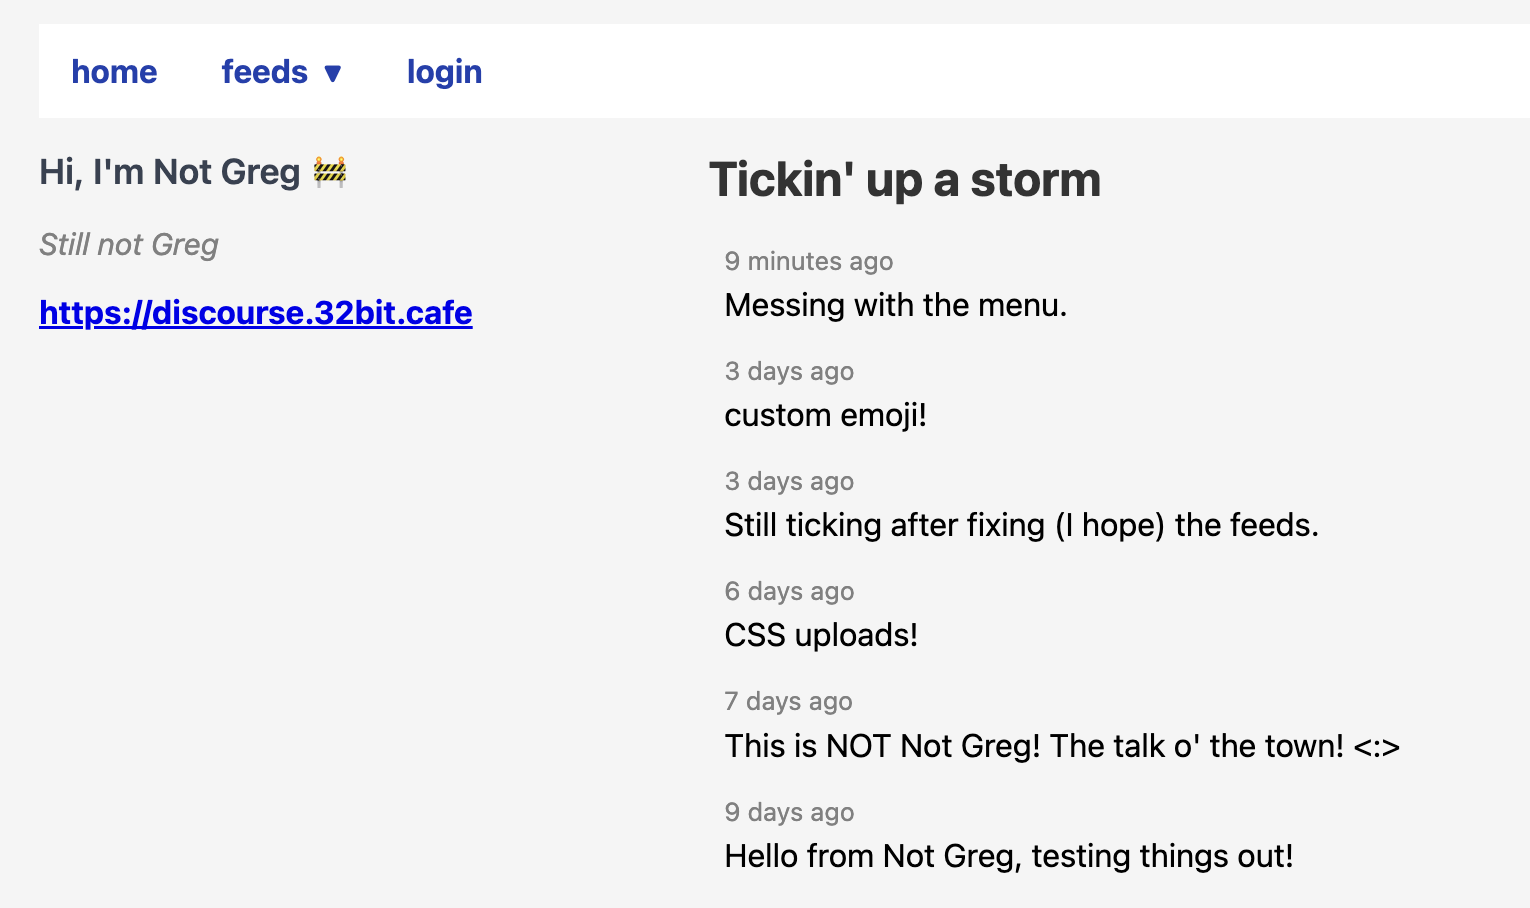 home feeds ▼ login
Hi, I'm Not Greg 🚧
Still not Greg
https://discourse.32bit.cafe
Tickin' up a storm
9 minutes ago
Messing with the menu.
3 days ago
custom emoji!
3 days ago
Still ticking after fixing (I hope) the feeds.
6 days ago
CSS uploads!
7 days ago
This is NOT Not Greg! The talk o' the town! <:>
9 days ago
Hello from Not Greg, testing things out!